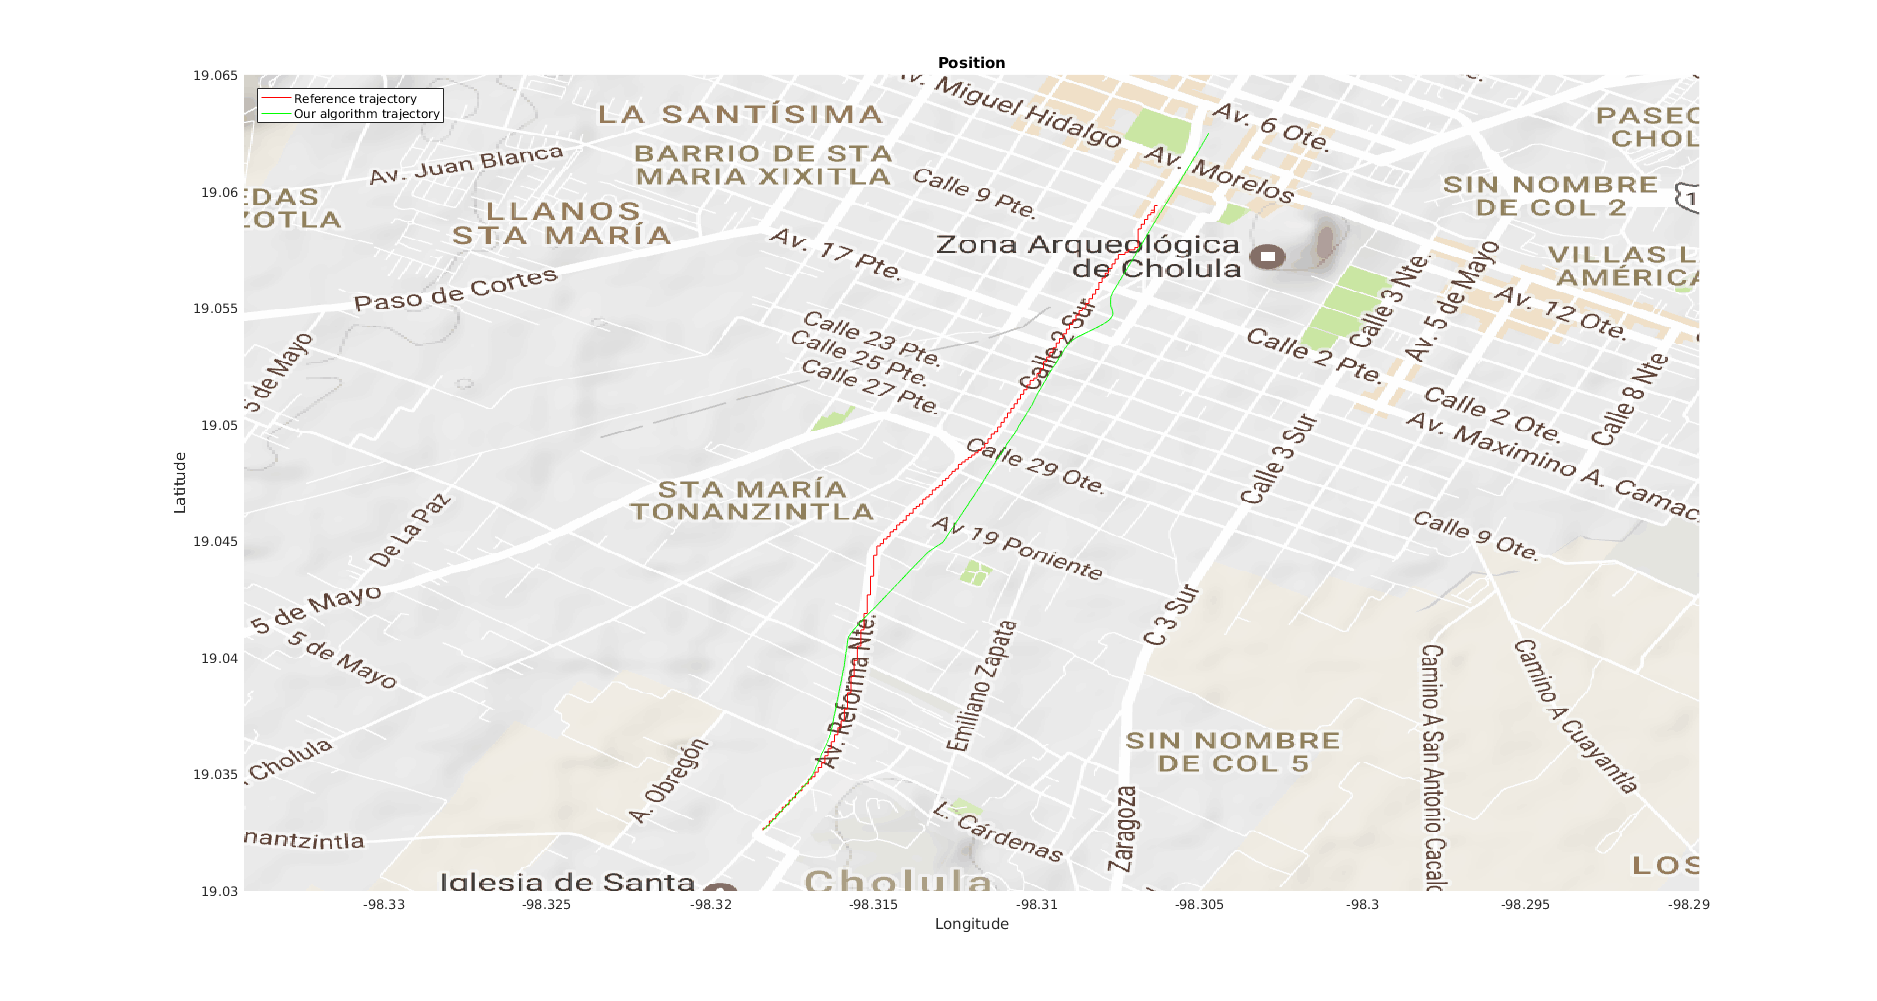 Position
19.065
19.06
19.055
19.05
19.045
19.04
19.035
19.03
Latitude
Reference trajectory
Our algorithm trajectory
Av. Miguel Hidalgo
Av. 6 Ote.
PASEO
CHOL
LA SANTÍSIMA
BARRIO DE STA
MARIA XIXITLA
Av. Juan Blanca
Av. Morelos
Calle 9 Pte.
SIN NOMBRE
DE COL 2
1
EDAS
ZOTLA
LLANOS
STA MARÍA
Av. 17 Pte.
Zona Arqueológica
de Cholula
VILLAS L
AMÉRICA
Paso de Cortes
Calle 3 Nte.
Av. 5 de Mayo
Av. 12 Ote.
Calle 23 Pte.
Calle 25 Pte.
Calle 27 Pte.
Calle 2 Sur
Calle 2 Pte.
5 de Mayo
Calle 8 Nte
Calle 2 Ote.
Av. Maximino A. Camac
Calle 29 Ote.
Calle 3 Sur
STA MARÍA
TONANZINTLA
De La Paz
Av 19 Poniente
Calle 9 Ote.
5 de Mayo
5 de Mayo
C 3 Sur
Av. Reforma Nte.
Emiliano Zapata
Camino A San Antonio Cacalo
Camino A Cuayantla
Cholula
A. Obregón
SIN NOMBRE
DE COL 5
L. Cárdenas
Zaragoza
nantzintla
Iglesia de Santa
Cholula
LOS
-98.33
-98.325
-98.32
-98.315
-98.31
-98.305
-98.3
-98.295
-98.29
Longitude